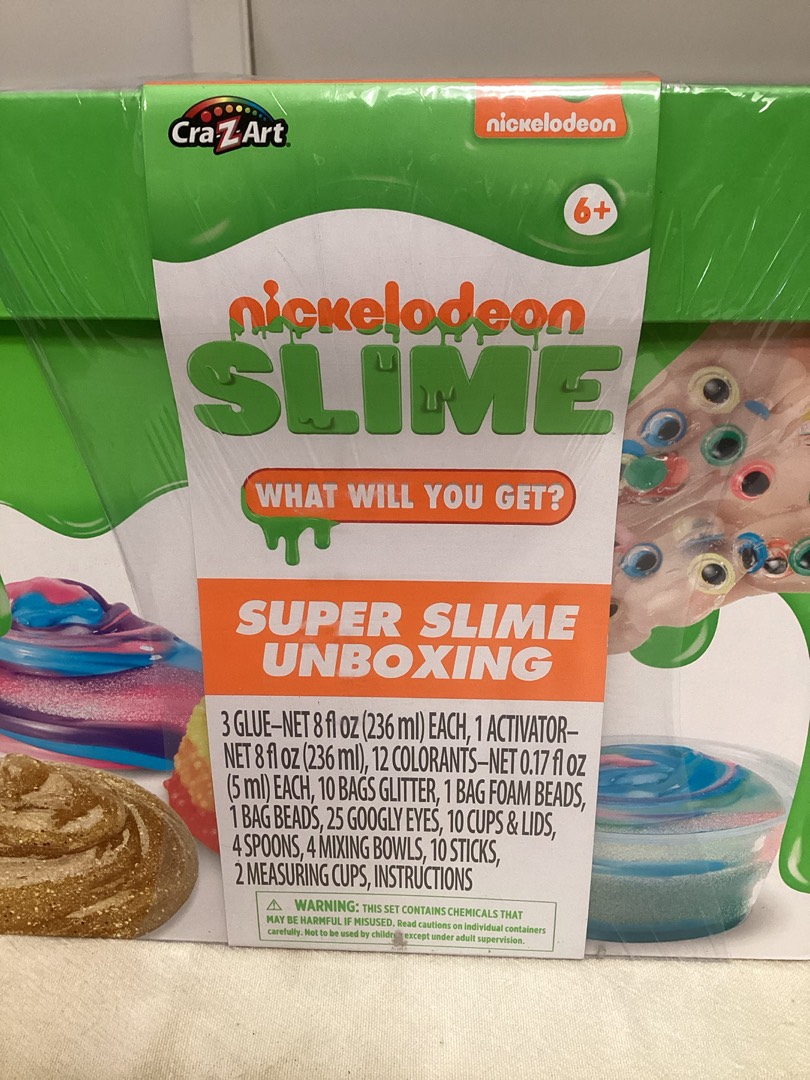 Cra-Z-Art
nickelodeon
6+
nickelodeon
SLIME
WHAT WILL YOU GET?
SUPER SLIME
UNBOXING
3 GLUE–NET 8 fl oz (236 ml) EACH, 1 ACTIVATOR–
NET 8 fl oz (236 ml), 12 COLORANTS–NET 0.17 fl oz
(5 ml) EACH, 10 BAGS GLITTER, 1 BAG FOAM BEADS,
1 BAG BEADS, 25 GOOGLY EYES, 10 CUPS & LIDS,
4 SPOONS, 4 MIXING BOWLS, 10 STICKS,
2 MEASURING CUPS, INSTRUCTIONS
⚠ WARNING: THIS SET CONTAINS CHEMICALS THAT
MAY BE HARMFUL IF MISUSED. Read cautions on individual containers
carefully. Not to be used by children except under adult supervision.